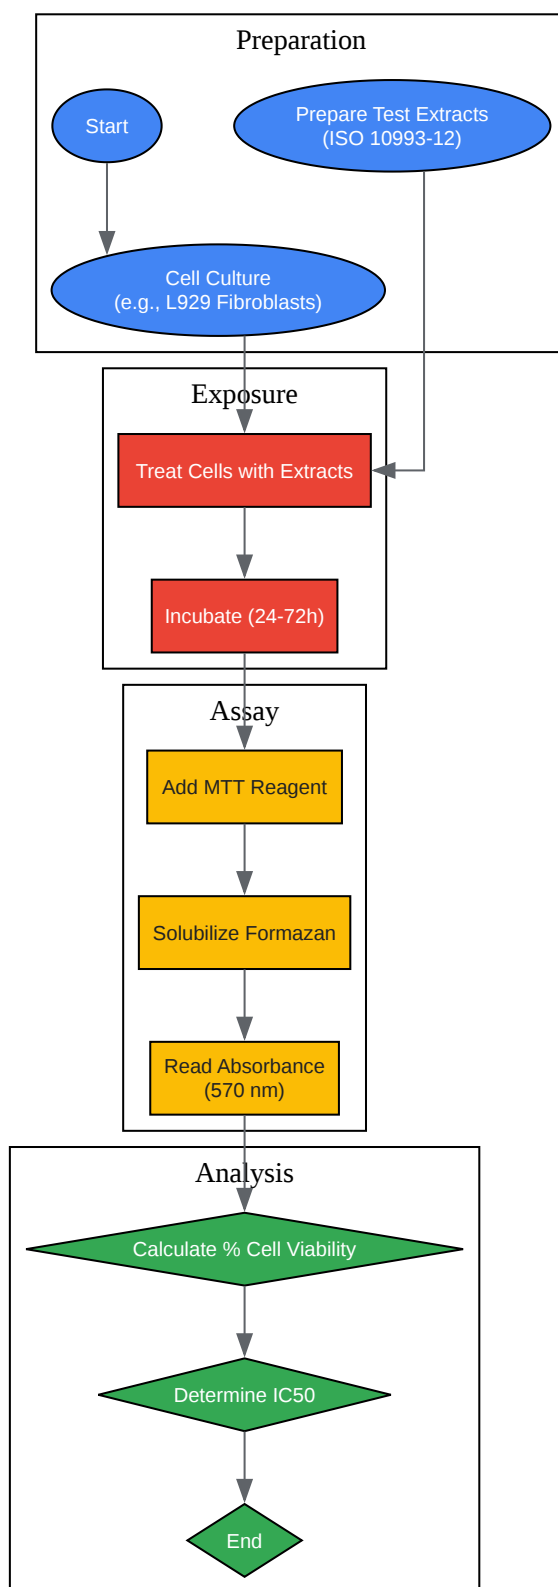 Preparation
Start
Prepare Test Extracts
(ISO 10993-12)
Cell Culture
(e.g., L929 Fibroblasts)
Exposure
Treat Cells with Extracts
Incubate (24-72h)
Assay
Add MTT Reagent
Solubilize Formazan
Read Absorbance
(570 nm)
Analysis
Calculate % Cell Viability
Determine IC50
End